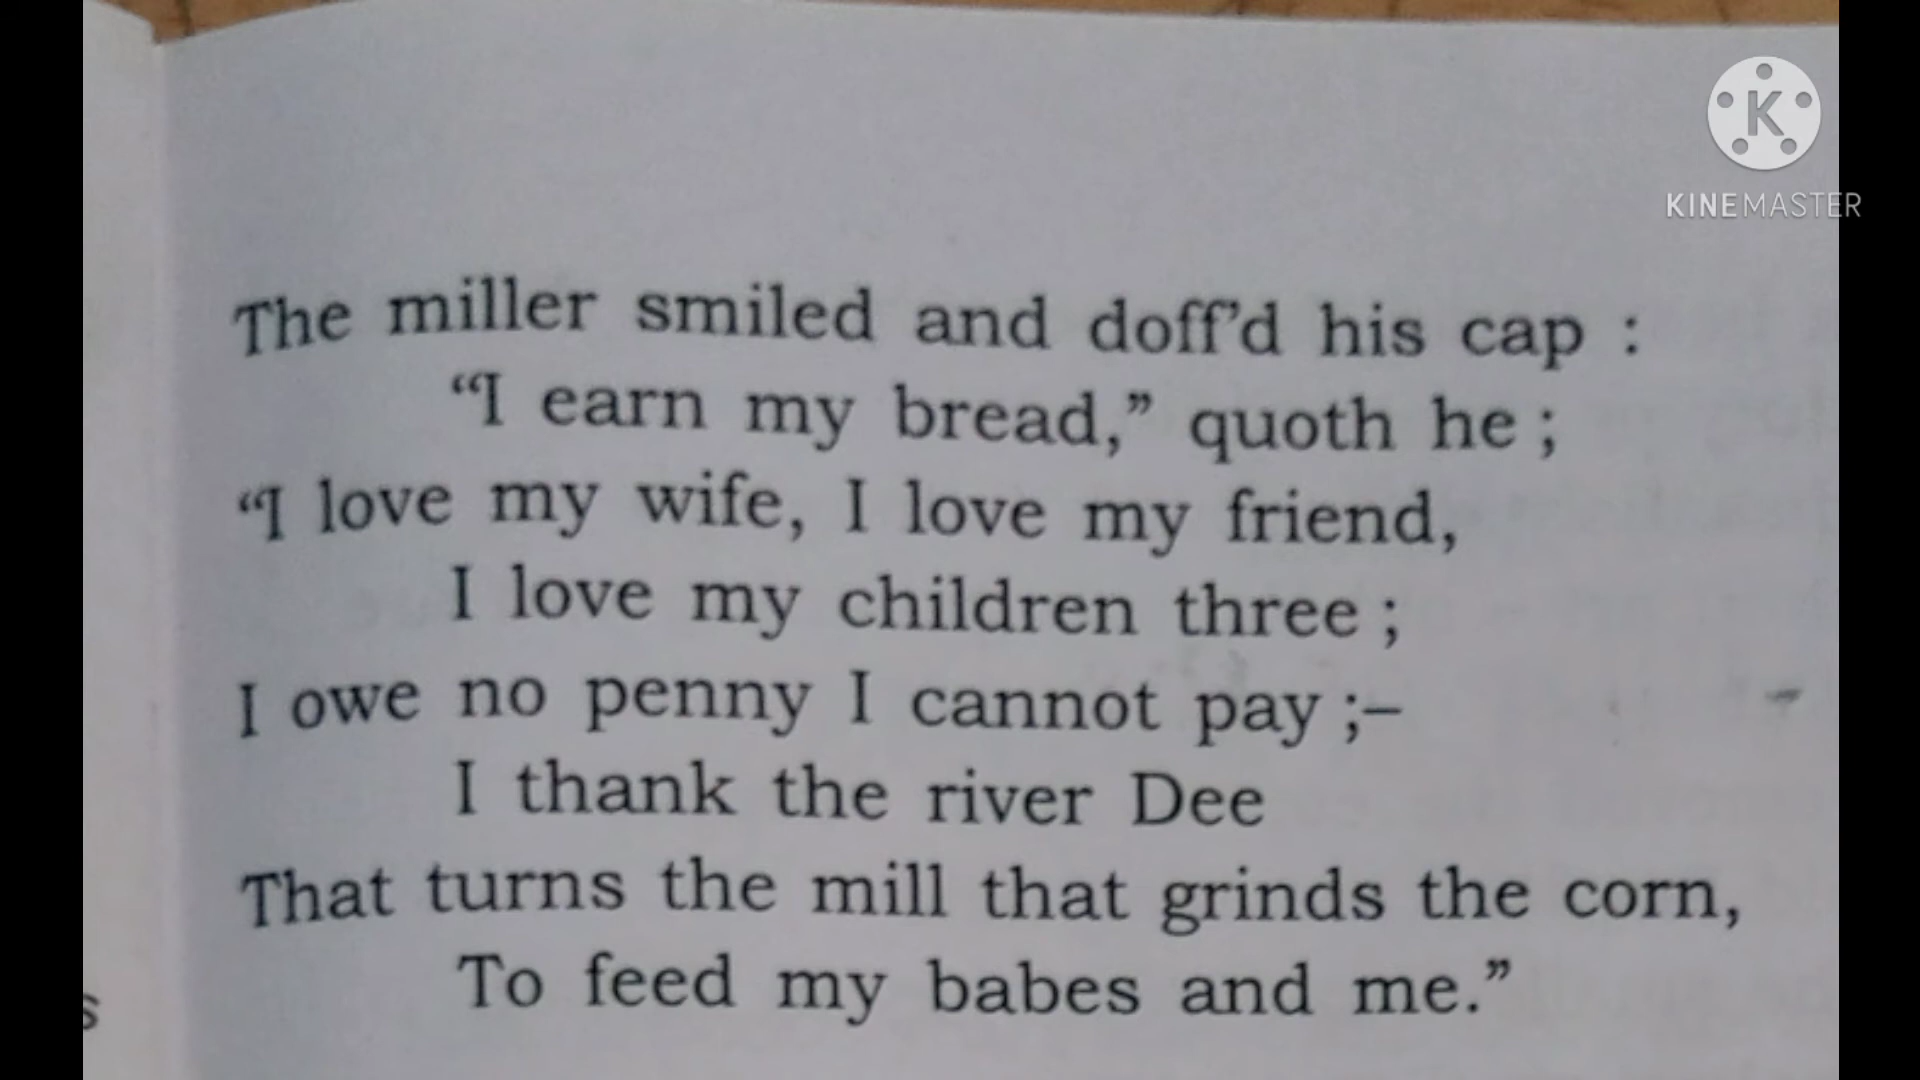 KINEMASTER
The miller smiled and doff'd his cap :
“I earn my bread,” quoth he ;
“I love my wife, I love my friend,
I love my children three ;
I owe no penny I cannot pay ;–
I thank the river Dee
That turns the mill that grinds the corn,
To feed my babes and me.”
s